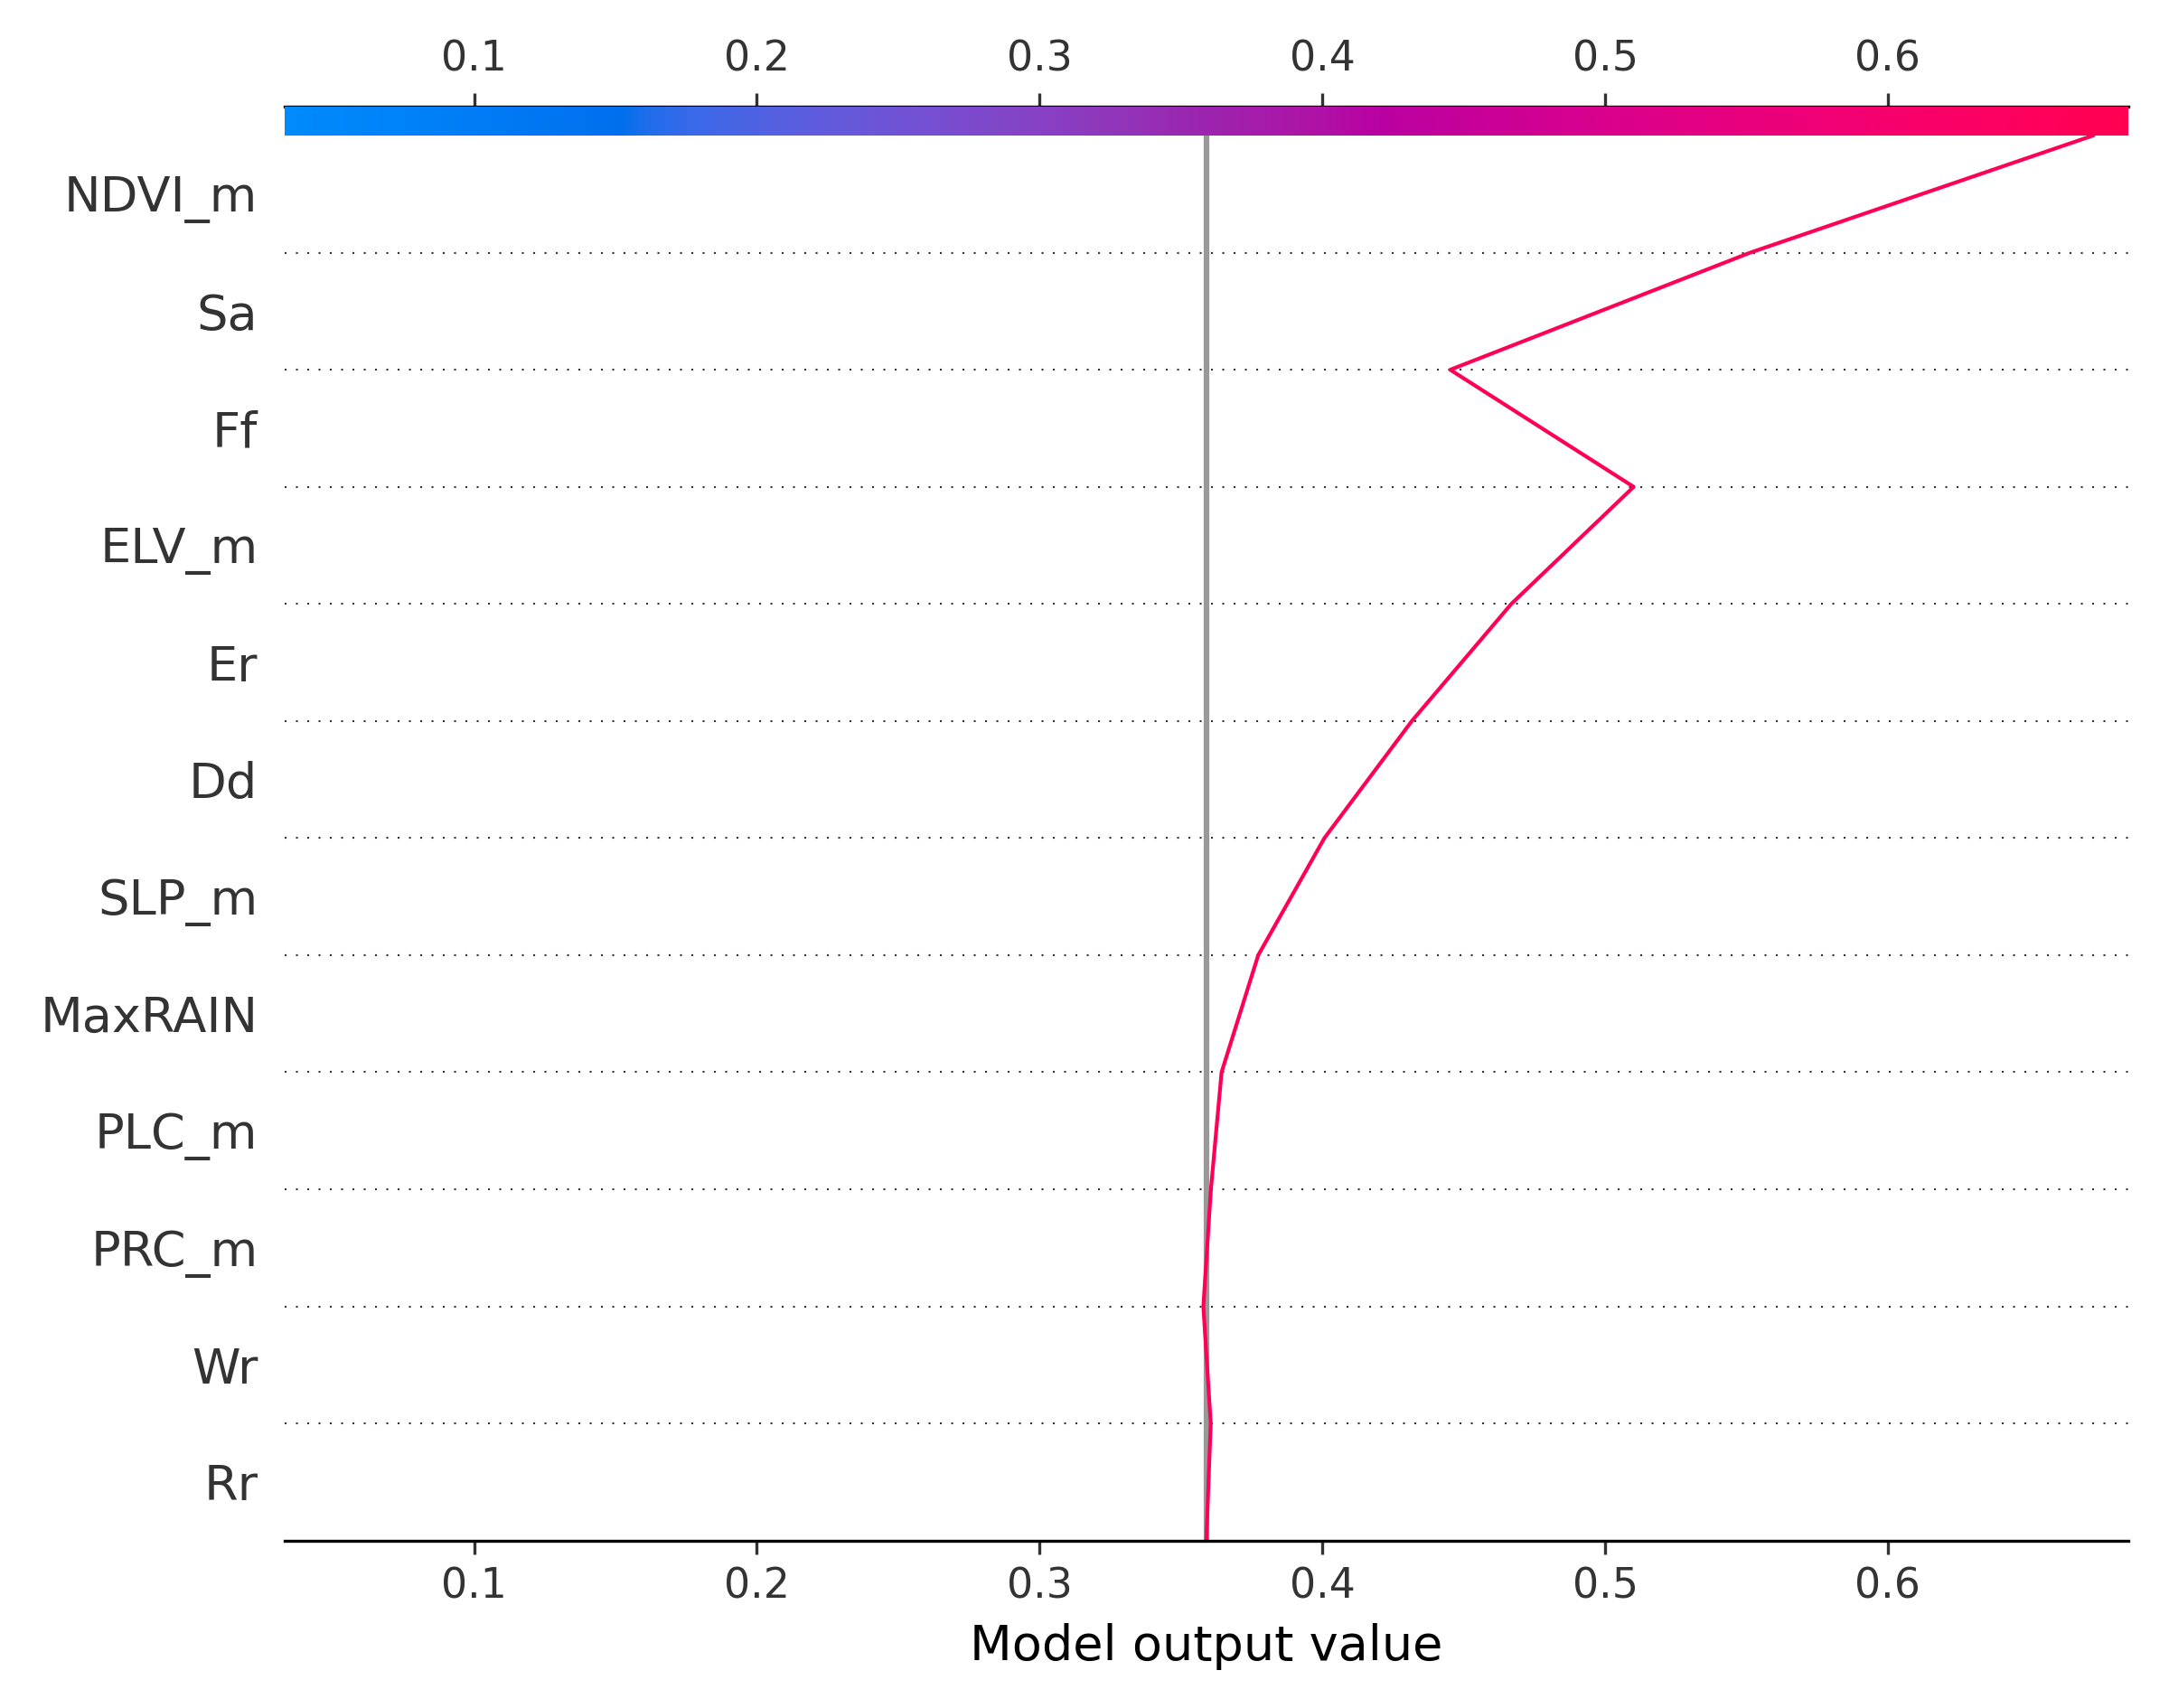 0.1 0.2 0.3 0.4 0.5 0.6
NDVI_m
Sa
Ff
ELV_m
Er
Dd
SLP_m
MaxRAIN
PLC_m
PRC_m
Wr
Rr
0.1 0.2 0.3 0.4 0.5 0.6
Model output value